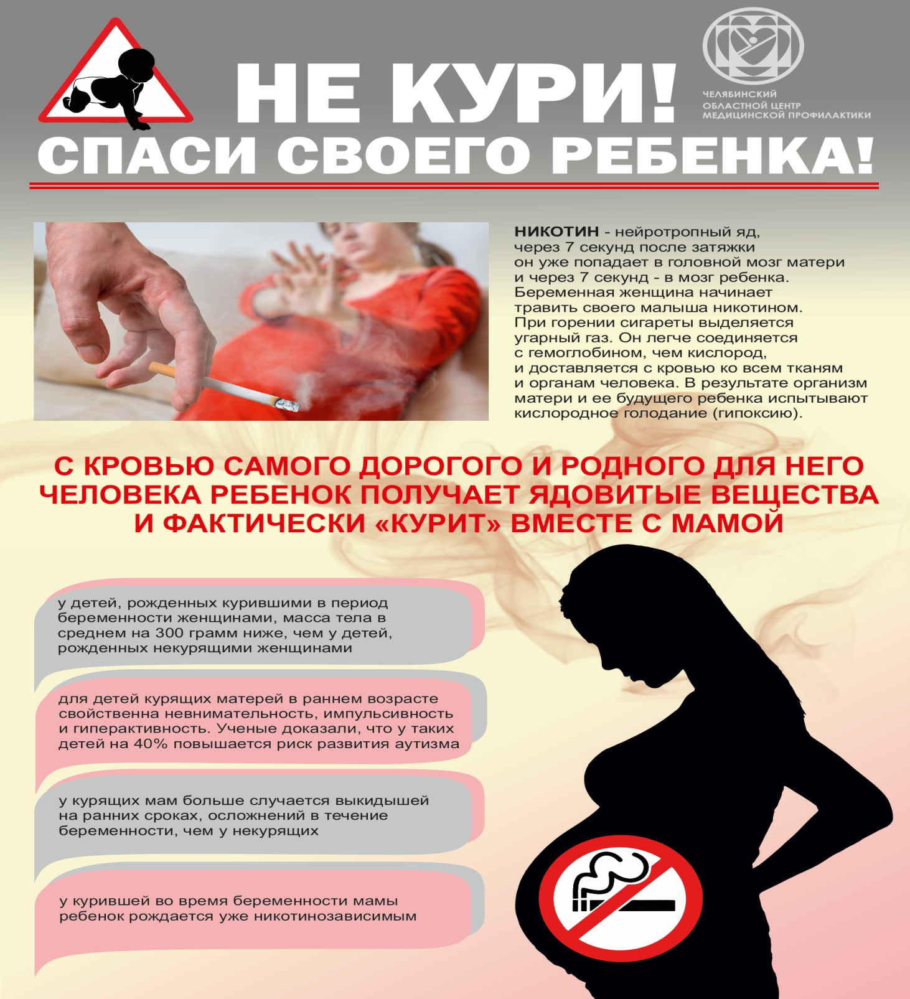 НЕ КУРИ!
ЧЕЛЯБИНСКИЙ
ОБЛАСТНОЙ ЦЕНТР
МЕДИЦИНСКОЙ ПРОФИЛАКТИКИ
СПАСИ СВОЕГО РЕБЕНКА!
НИКОТИН - нейротропный яд,
через 7 секунд после затяжки
он уже попадает в головной мозг матери
и через 7 секунд - в мозг ребенка.
Беременная женщина начинает
травить своего малыша никотином.
При горении сигареты выделяется
угарный газ. Он легче соединяется
с гемоглобином, чем кислород,
и доставляется с кровью ко всем тканям
и органам человека. В результате организм
матери и ее будущего ребенка испытывают
кислородное голодание (гипоксию).
С КРОВЬЮ САМОГО ДОРОГОГО И РОДНОГО ДЛЯ НЕГО
ЧЕЛОВЕКА РЕБЕНОК ПОЛУЧАЕТ ЯДОВИТЫЕ ВЕЩЕСТВА
И ФАКТИЧЕСКИ «КУРИТ» ВМЕСТЕ С МАМОЙ
у детей, рожденных курившими в период
беременности женщинами, масса тела в
среднем на 300 грамм ниже, чем у детей,
рожденных некурящими женщинами
для детей курящих матерей в раннем возрасте
свойственна невнимательность, импульсивность
и гиперактивность. Ученые доказали, что у таких
детей на 40% повышается риск развития аутизма
у курящих мам больше случается выкидышей
на ранних сроках, осложнений в течение
беременности, чем у некурящих
у курившей во время беременности мамы
ребенок рождается уже никотинозависимым